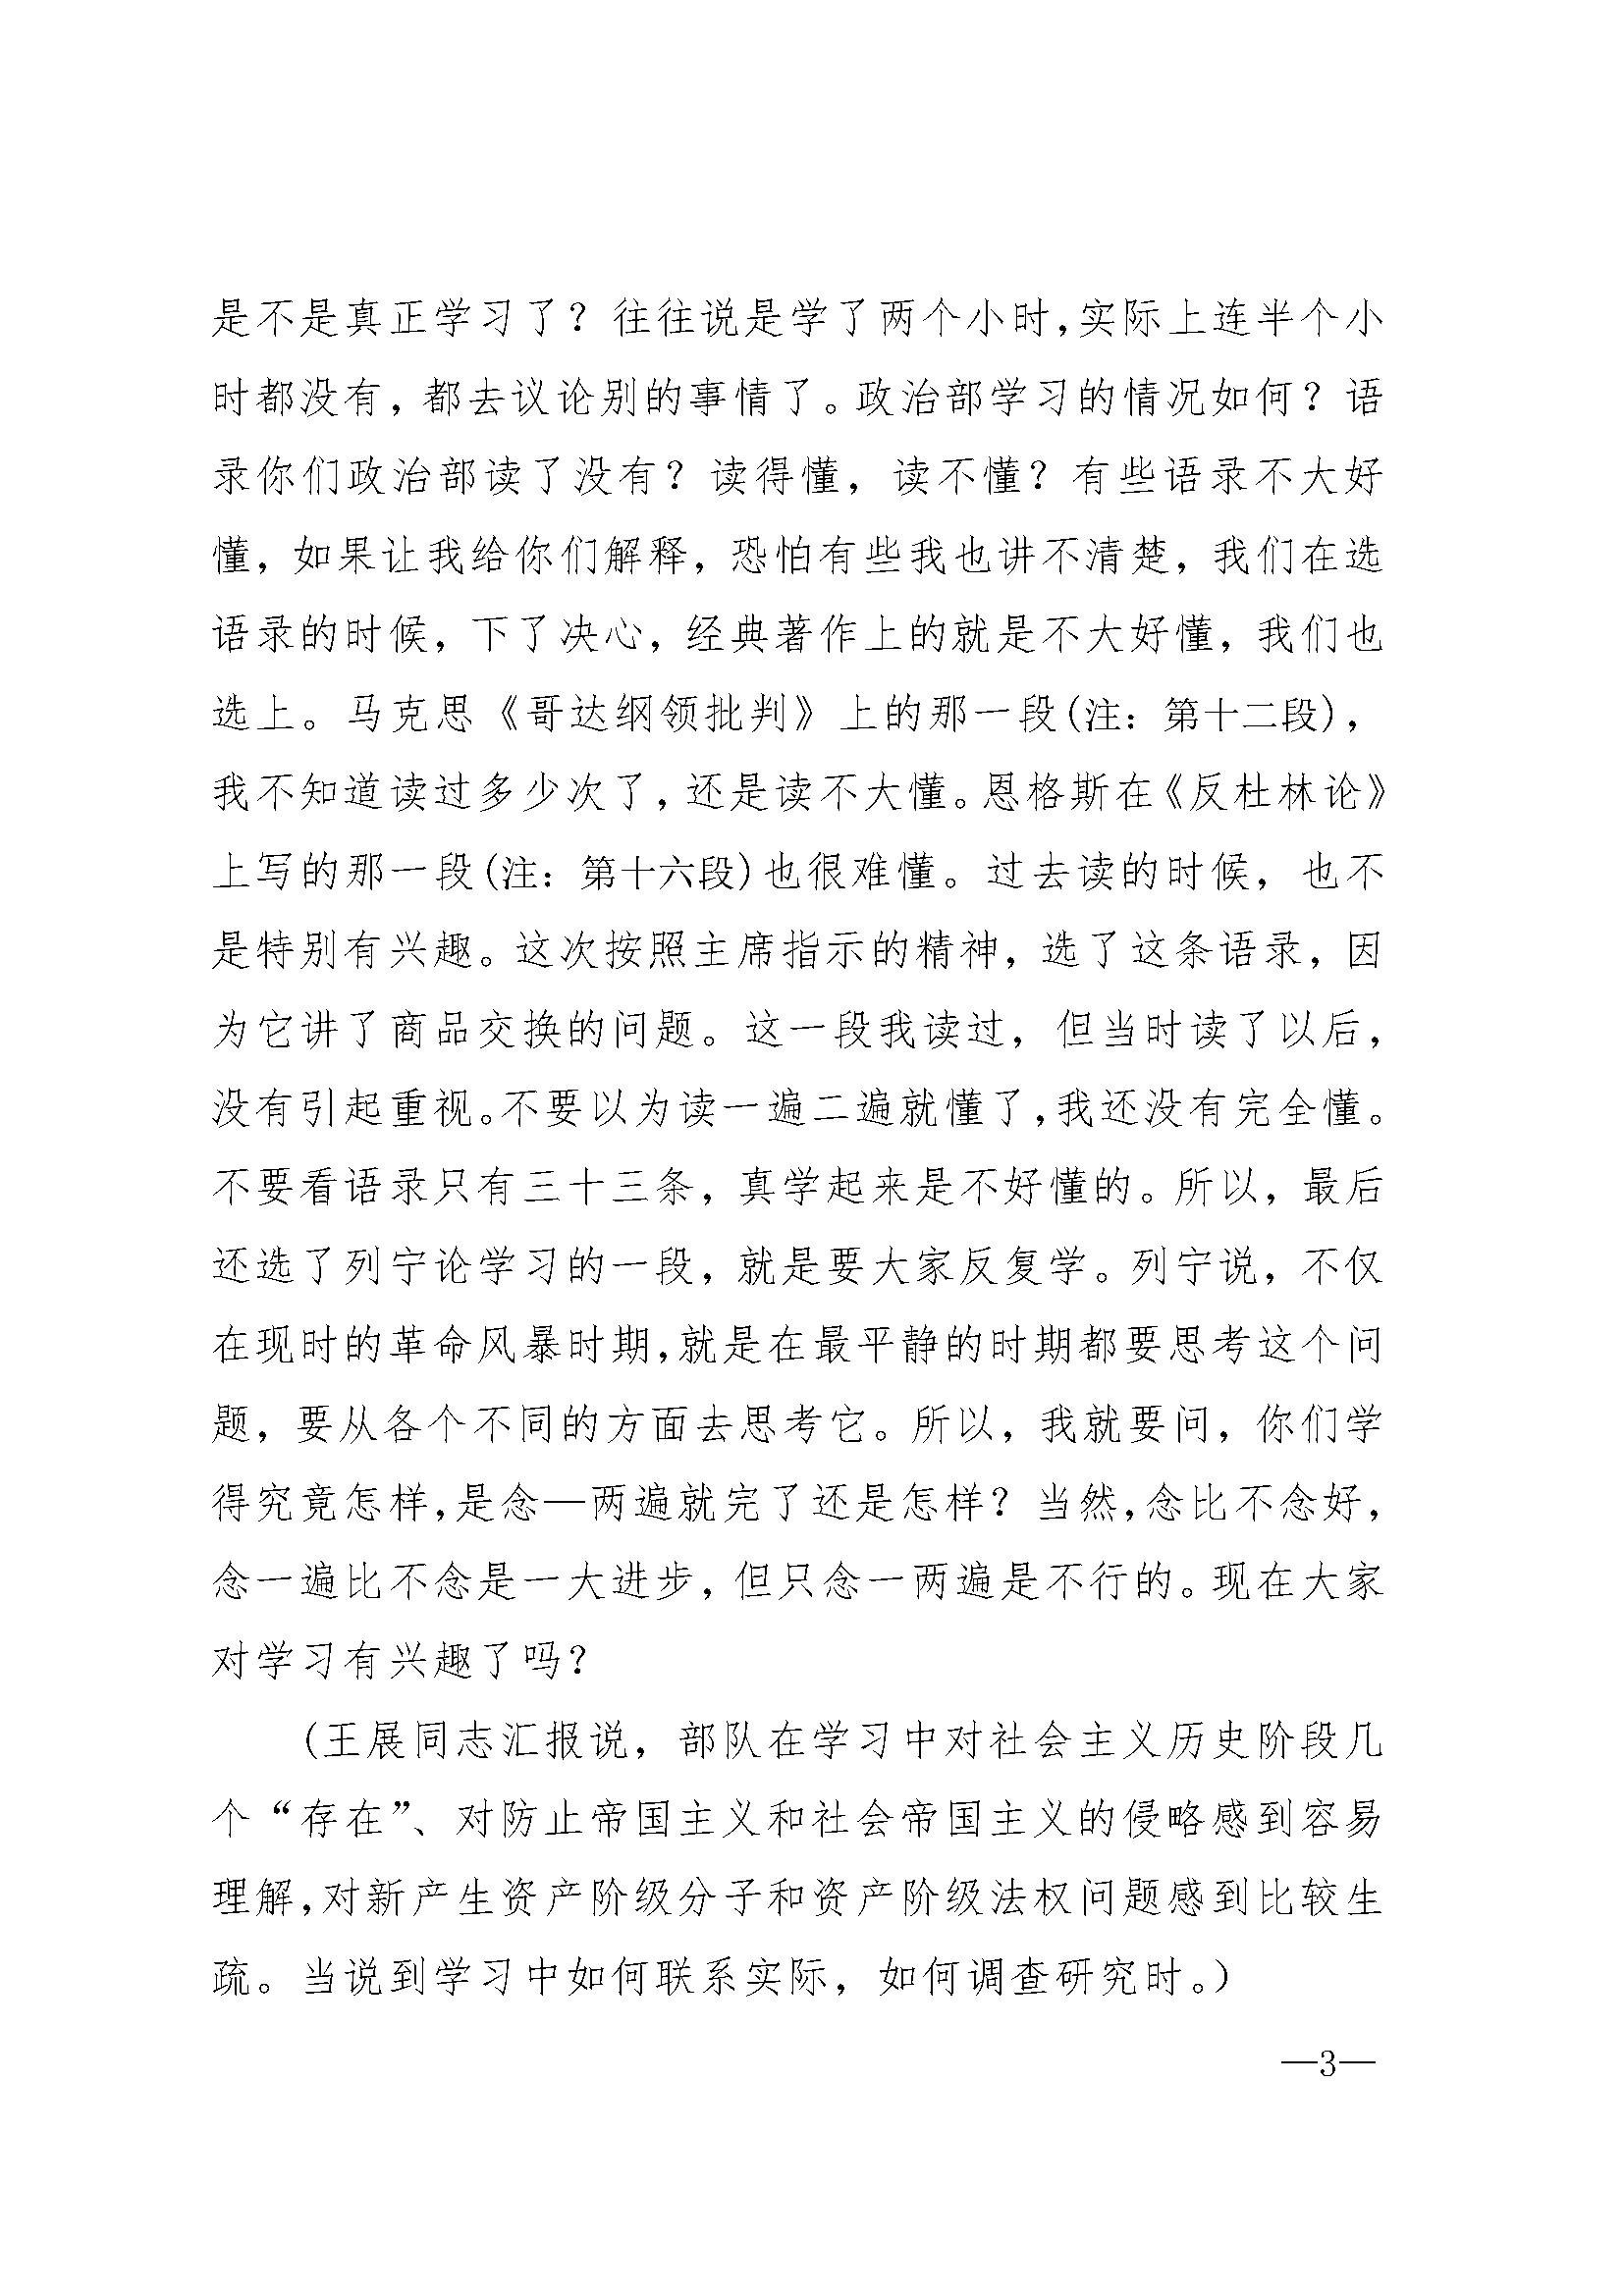 是不是真正学习了？往往说是学了两个小时,实际上连半个小
时都没有，都去议论别的事情了。政治部学习的情况如何？语
录你们政治部读了没有？读得懂，读不懂？有些语录不大好
懂，如果让我给你们解释，恐怕有些我也讲不清楚，我们在选
语录的时候，下了决心，经典著作上的就是不大好懂，我们也
选上。马克思《哥达纲领批判》上的那一段(注：第十二段)，
我不知道读过多少次了，还是读不大懂。恩格斯在《反杜林论》
上写的那一段(注：第十六段)也很难懂。过去读的时候，也不
是特别有兴趣。这次按照主席指示的精神，选了这条语录，因
为它讲了商品交换的问题。这一段我读过，但当时读了以后，
没有引起重视。不要以为读一遍二遍就懂了,我还没有完全懂。
不要看语录只有三十三条，真学起来是不好懂的。所以，最后
还选了列宁论学习的一段，就是要大家反复学。列宁说，不仅
在现时的革命风暴时期,就是在最平静的时期都要思考这个问
题，要从各个不同的方面去思考它。所以，我就要问，你们学
得究竟怎样,是念—两遍就完了还是怎样？当然,念比不念好，
念一遍比不念是一大进步，但只念一两遍是不行的。现在大家
对学习有兴趣了吗？
(王展同志汇报说，部队在学习中对社会主义历史阶段几
个“存在”、对防止帝国主义和社会帝国主义的侵略感到容易
理解,对新产生资产阶级分子和资产阶级法权问题感到比较生
疏。当说到学习中如何联系实际，如何调查研究时。)
—3—